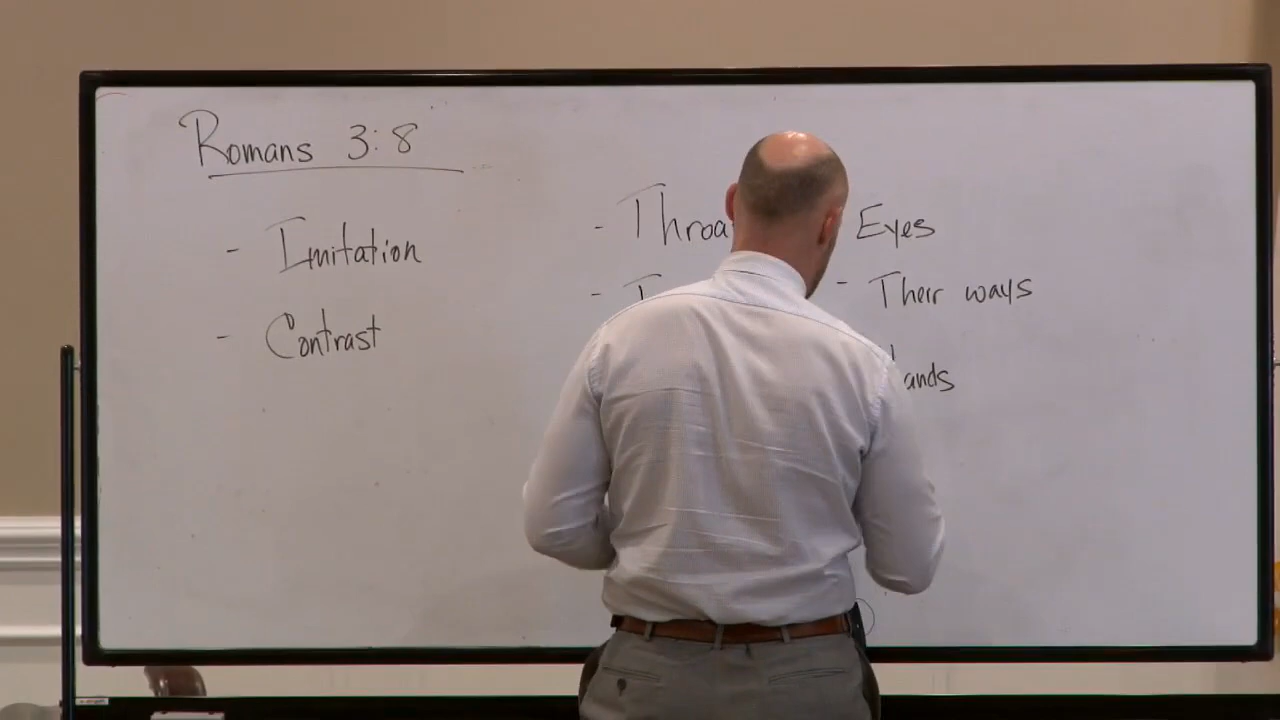 Romans 3:8
- Imitation
- Contrast
- Throa
Eyes
- Their ways
ands